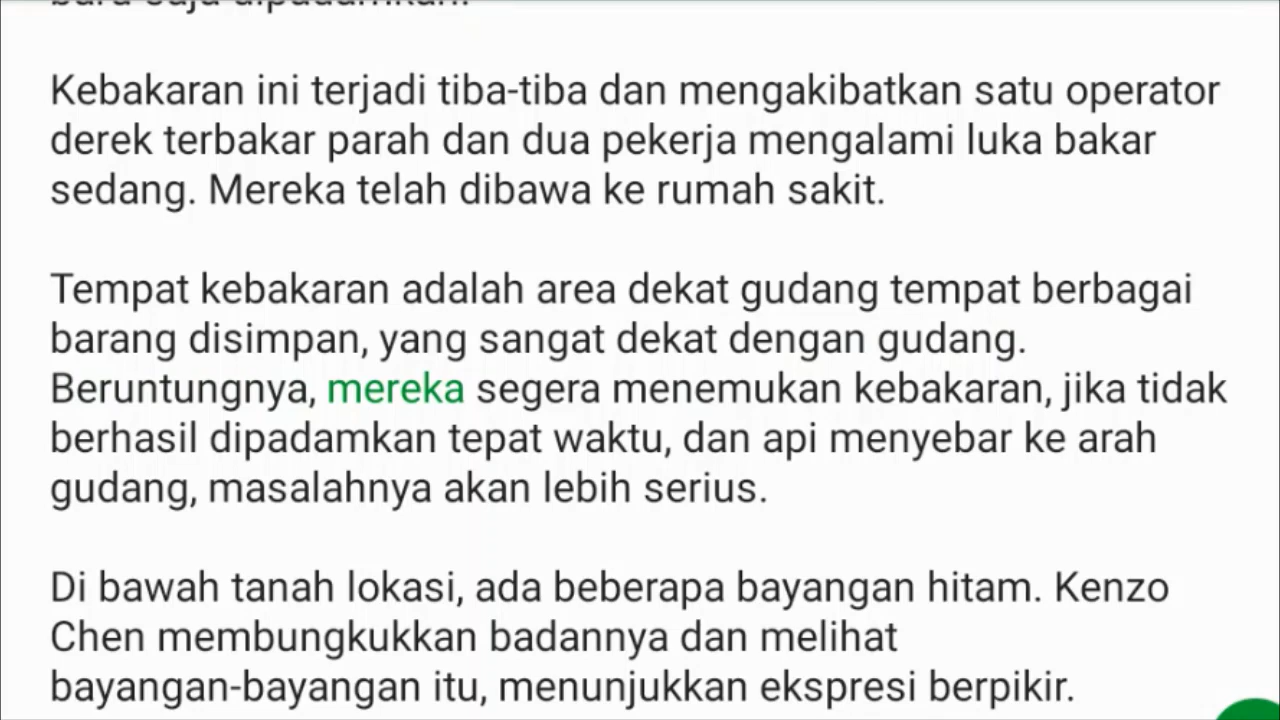 Kebakaran ini terjadi tiba-tiba dan mengakibatkan satu operator
derek terbakar parah dan dua pekerja mengalami luka bakar
sedang. Mereka telah dibawa ke rumah sakit.
Tempat kebakaran adalah area dekat gudang tempat berbagai
barang disimpan, yang sangat dekat dengan gudang.
Beruntungnya, mereka segera menemukan kebakaran, jika tidak
berhasil dipadamkan tepat waktu, dan api menyebar ke arah
gudang, masalahnya akan lebih serius.
Di bawah tanah lokasi, ada beberapa bayangan hitam. Kenzo
Chen membungkukkan badannya dan melihat
bayangan-bayangan itu, menunjukkan ekspresi berpikir.